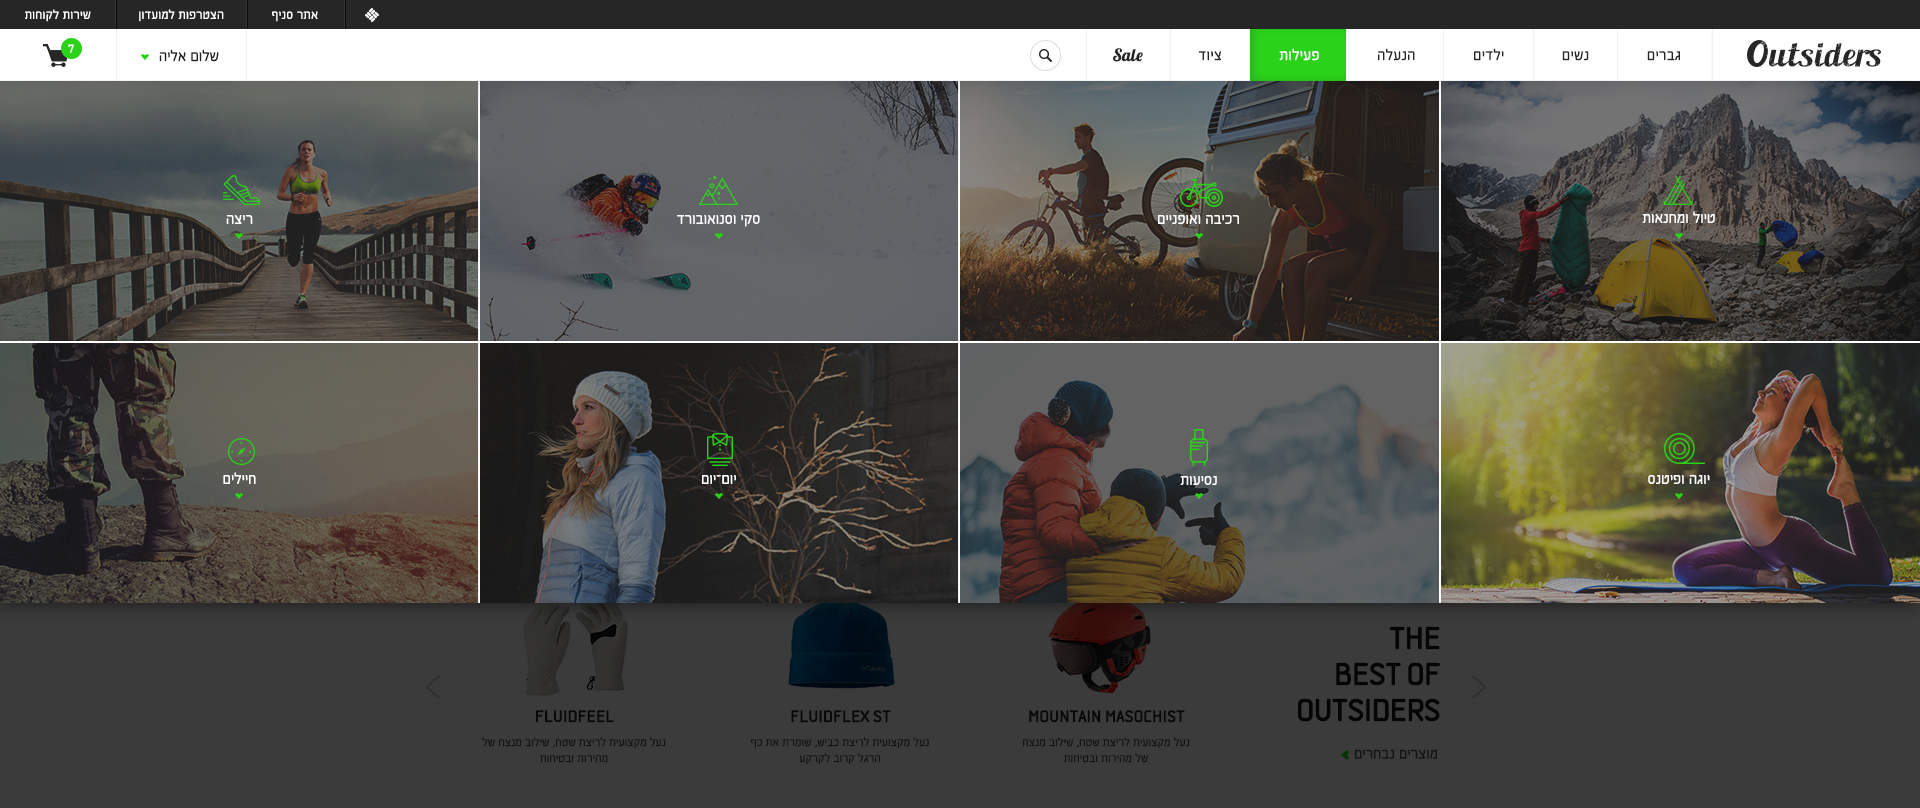 אתר סניף
הצטרפות למועדון
שירות לקוחות
Outsiders
גברים
נשים
ילדים
הנעלה
פעילות
ציוד
Sale
שלום אליה
7
טיול ומחנאות
רכיבה ואופניים
סקי וסנואובורד
ריצה
יוגה ופיטנס
נסיעות
יום־יום
חיילים
THE
BEST OF
OUTSIDERS
מוצרים נבחרים
MOUNTAIN MASOCHIST
נעל מקצועית לריצת שטח, שילוב מנצח
של מהירות ובטיחות
FLUIDFLEX ST
נעל מקצועית לריצת כביש, שומרת את כף
הרגל קרוב לקרקע
FLUIDFEEL
נעל מקצועית לריצת שטח, שילוב מנצח של
מהירות ובטיחות